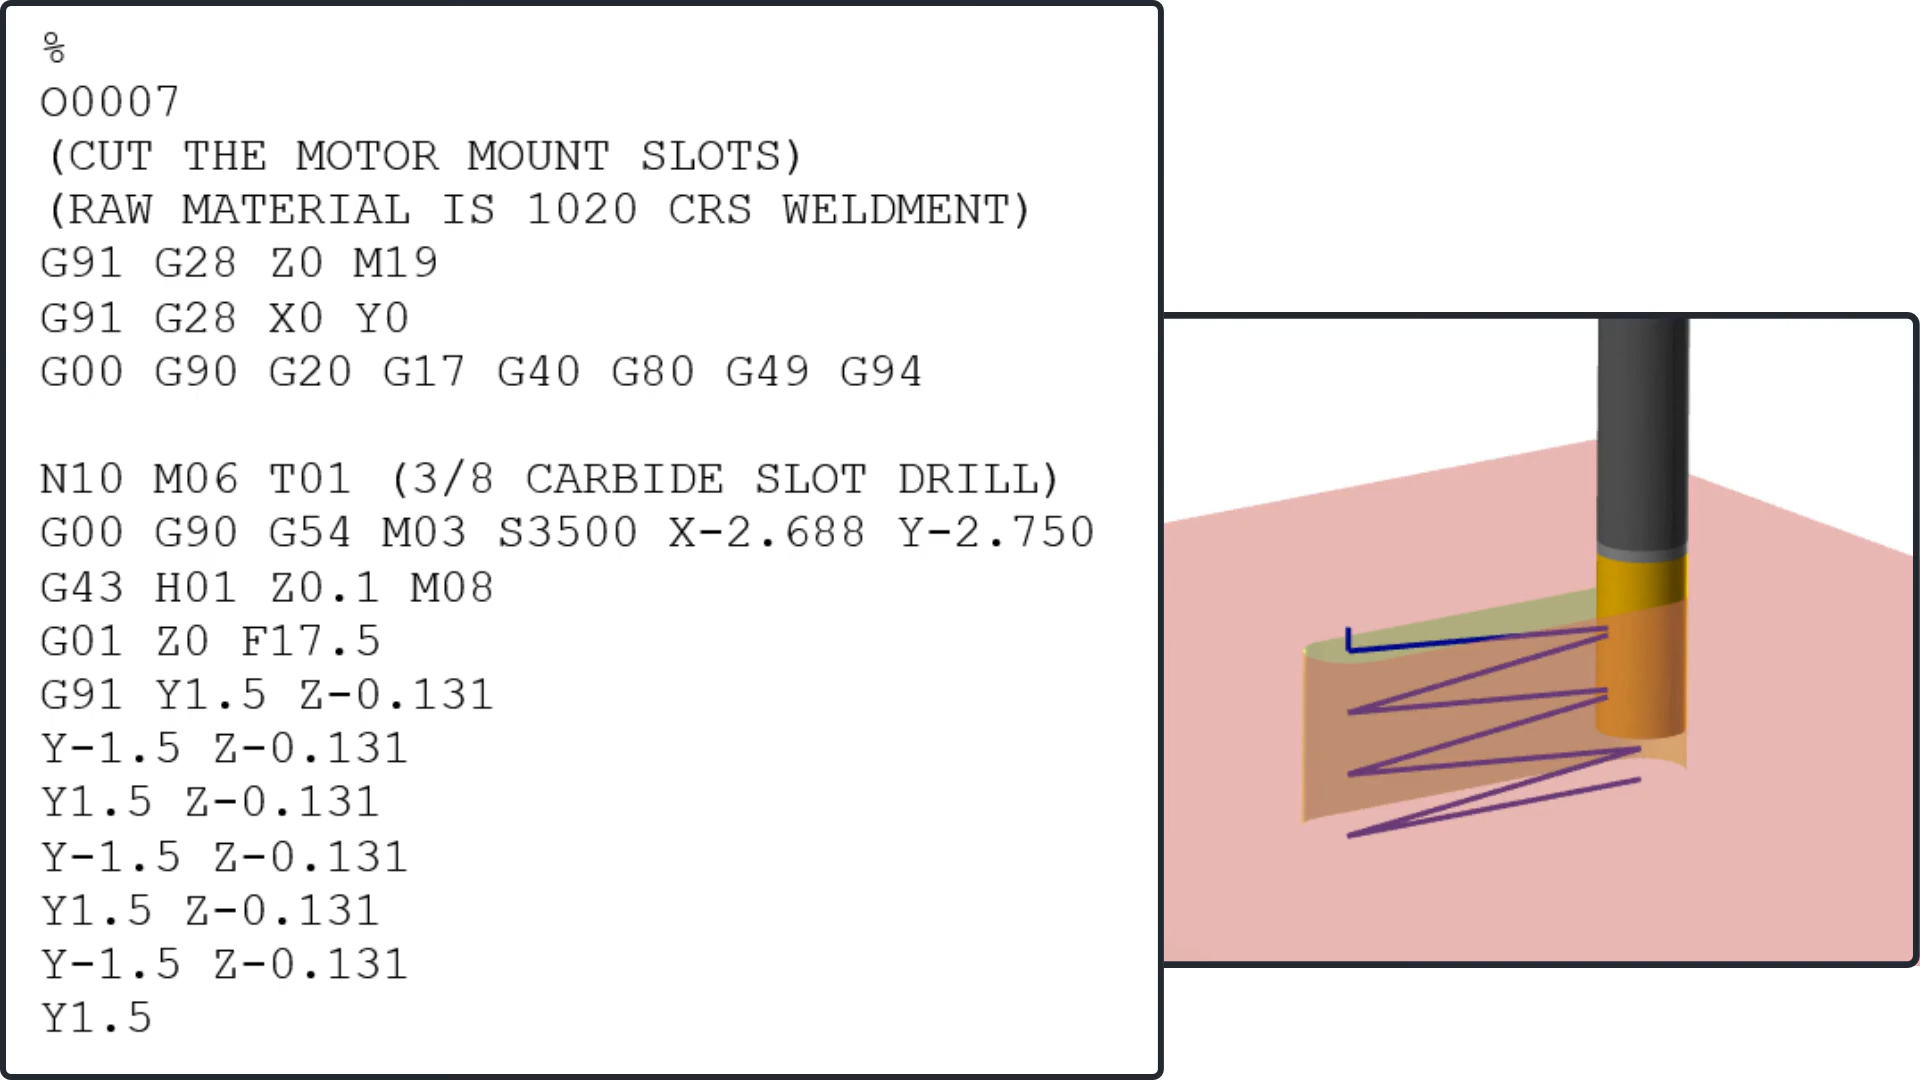 %
O0007
(CUT THE MOTOR MOUNT SLOTS)
(RAW MATERIAL IS 1020 CRS WELDMENT)
G91 G28 Z0 M19
G91 G28 X0 Y0
G00 G90 G20 G17 G40 G80 G49 G94
N10 M06 T01 (3/8 CARBIDE SLOT DRILL)
G00 G90 G54 M03 S3500 X-2.688 Y-2.750
G43 H01 Z0.1 M08
G01 Z0 F17.5
G91 Y1.5 Z-0.131
Y-1.5 Z-0.131
Y1.5 Z-0.131
Y-1.5 Z-0.131
Y1.5 Z-0.131
Y-1.5 Z-0.131
Y1.5